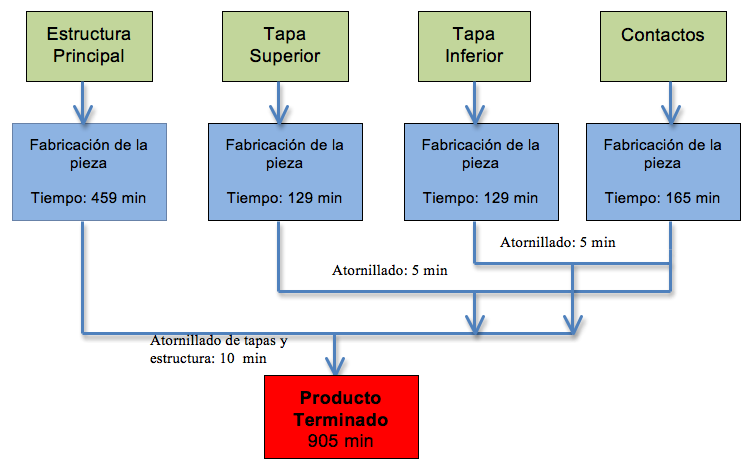 Estructura
Principal
Tapa
Superior
Tapa
Inferior
Contactos
Fabricación de la
pieza
Tiempo: 459 min
Fabricación de la
pieza
Tiempo: 129 min
Fabricación de la
pieza
Tiempo: 129 min
Fabricación de la
pieza
Tiempo: 165 min
Atornillado: 5 min
Atornillado: 5 min
Atornillado de tapas y
estructura: 10 min
Producto
Terminado
905 min